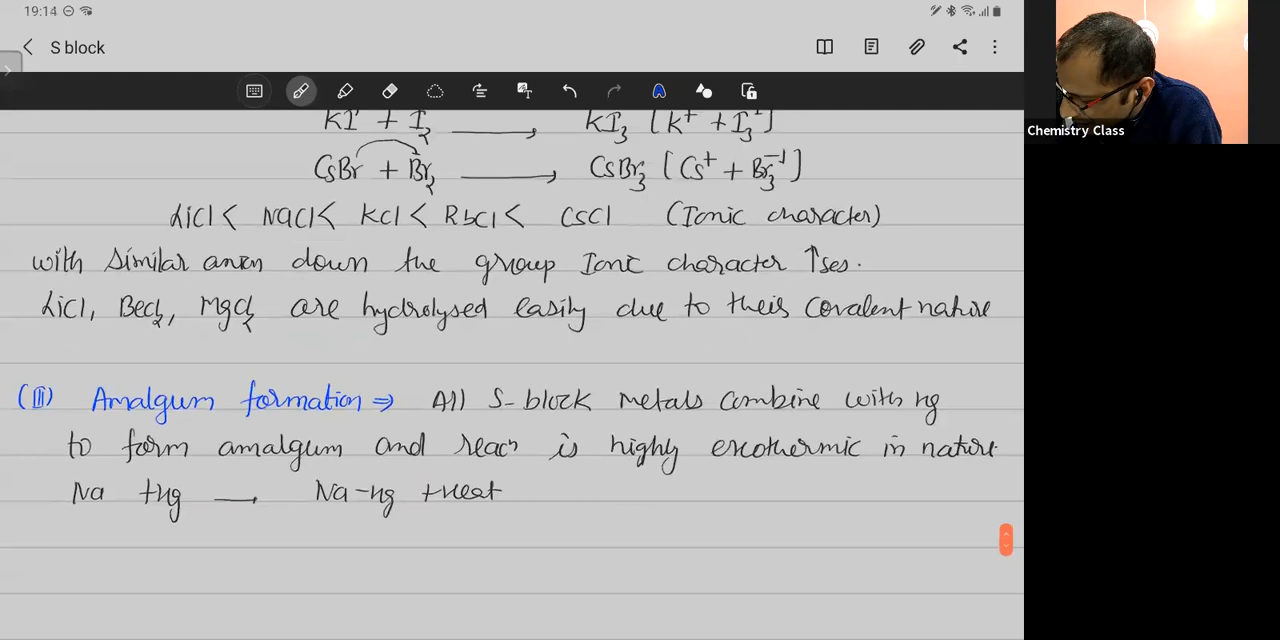 19:14
S block
KI + I₂ ⟶ KI₃ [K⁺ + I₃⁻¹]
CsBr + Br₂ ⟶ CsBr₃ [Cs⁺ + Br₃⁻¹]
LiCl < NaCl < KCl < RbCl < CsCl (Ionic character)
with similar anion down the group Ionic character ↑ses.
LiCl, BeCl₂, MgCl₂ are hydrolysed easily due to their covalent nature
(III) Amalgum formation ⇒ All S-block metals combine with Hg
to form amalgum and reacn is highly exothermic in nature.
Na + Hg ⟶ Na-Hg + Heat
Chemistry Class